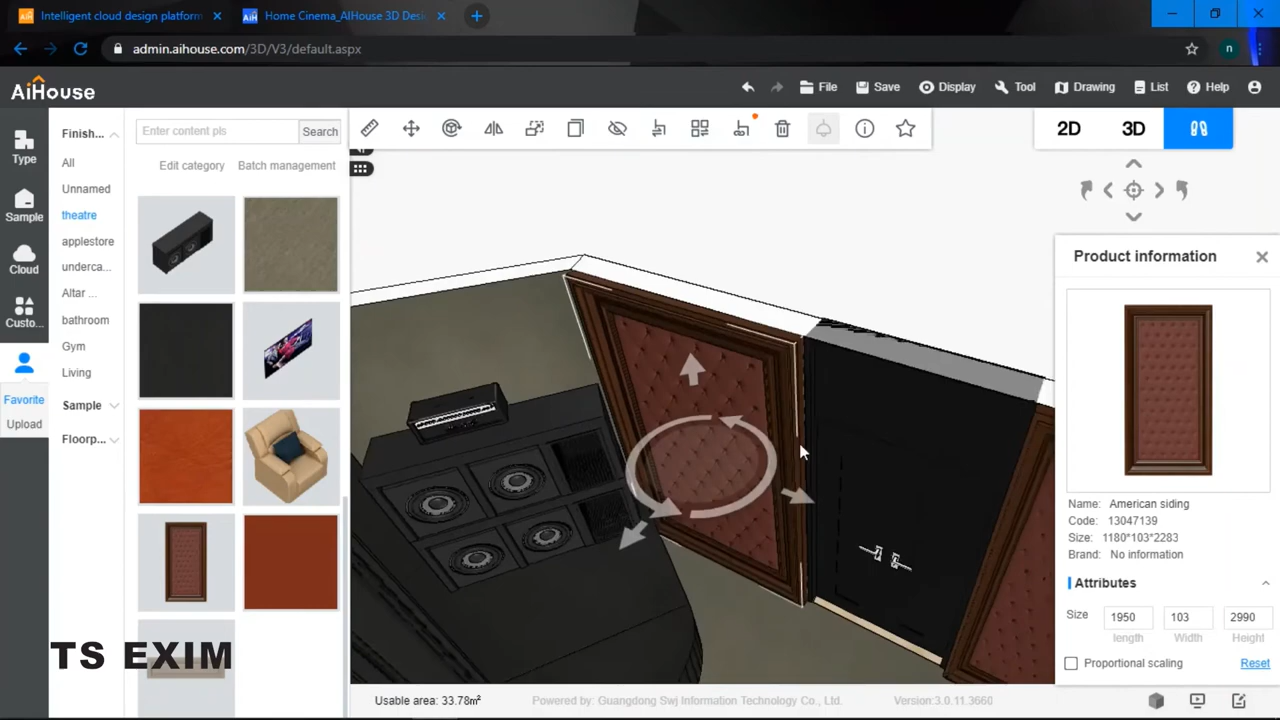 Intelligent cloud design platform
Home Cinema_AIHouse 3D Desi
admin.aihouse.com/3D/V3/default.aspx
n
AiHouse
File
Save
Display
Tool
Drawing
List
Help
Type
Sample
Cloud
Custo...
Favorite
Upload
Finish...
All
Unnamed
theatre
applestore
underca...
Altar ...
bathroom
Gym
Living
Sample
Floorp...
Enter content pls
Search
Edit category
Batch management
2D
3D
Product information
Name: American siding
Code: 13047139
Size: 1180*103*2283
Brand: No information
Attributes
Size 1950 103 2990
length Width Height
Proportional scaling
Reset
TS EXIM
Usable area: 33.78m²
Powered by: Guangdong Swj Information Technology Co., Ltd.
Version:3.0.11.3660